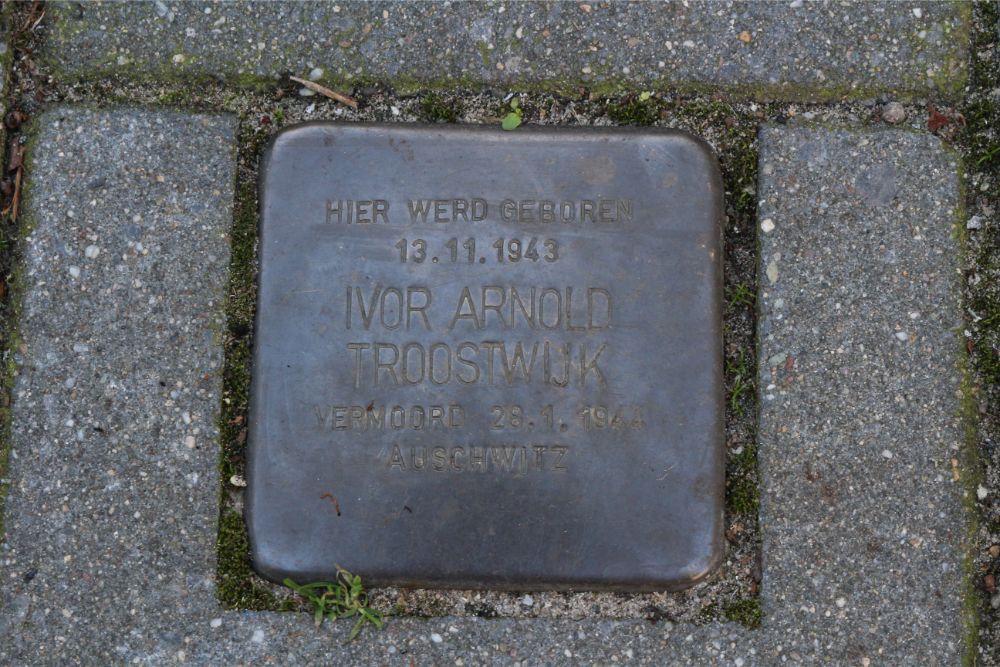 HIER WERD GEBOREN
13.11.1943
IVOR ARNOLD
TROOSTWIJK
VERMOORD 28.1.1944
AUSCHWITZ